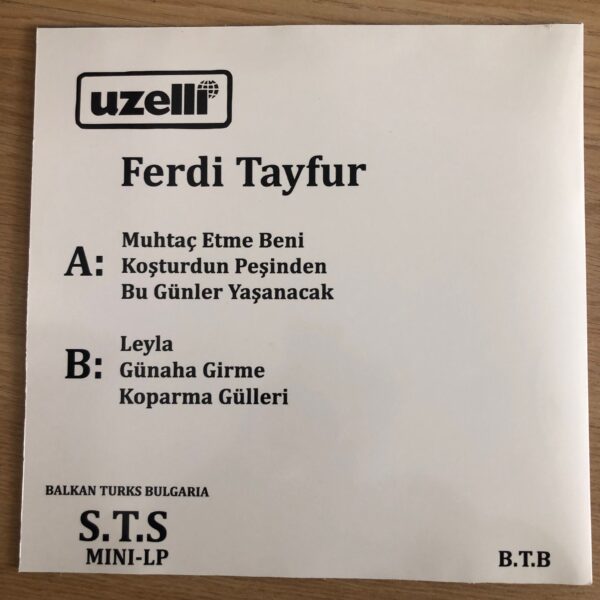 uzelli
Ferdi Tayfur
A:
Muhtaç Etme Beni
Koşturdun Peşinden
Bu Günler Yaşanacak
B:
Leyla
Günaha Girme
Koparma Gülleri
BALKAN TURKS BULGARIA
S.T.S
MINI-LP
B.T.B